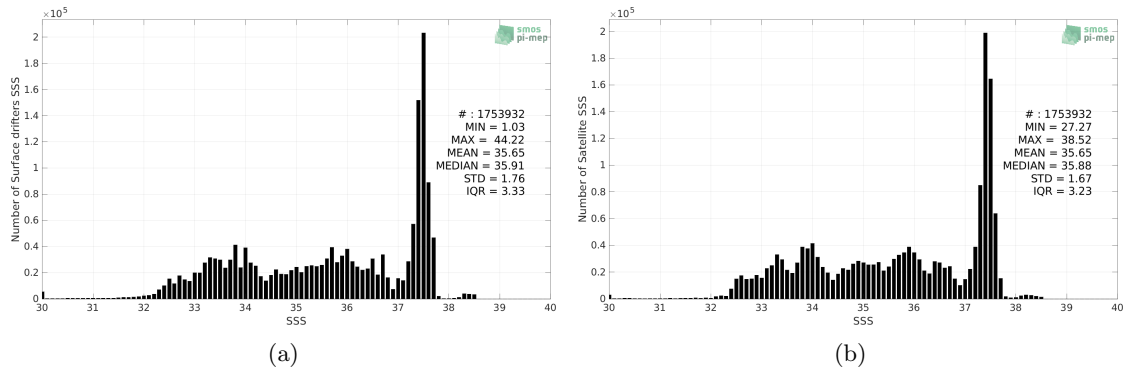 ×10⁵
2
1.8
1.6
1.4
1.2
1
0.8
0.6
0.4
0.2
0
Number of Surface drifters SSS
smos
pi-mep
# : 1753932
MIN = 1.03
MAX = 44.22
MEAN = 35.65
MEDIAN = 35.91
STD = 1.76
IQR = 3.33
30 31 32 33 34 35 36 37 38 39 40
SSS
(a)
×10⁵
2
1.8
1.6
1.4
1.2
1
0.8
0.6
0.4
0.2
0
Number of Satellite SSS
smos
pi-mep
# : 1753932
MIN = 27.27
MAX = 38.52
MEAN = 35.65
MEDIAN = 35.88
STD = 1.67
IQR = 3.23
30 31 32 33 34 35 36 37 38 39 40
SSS
(b)